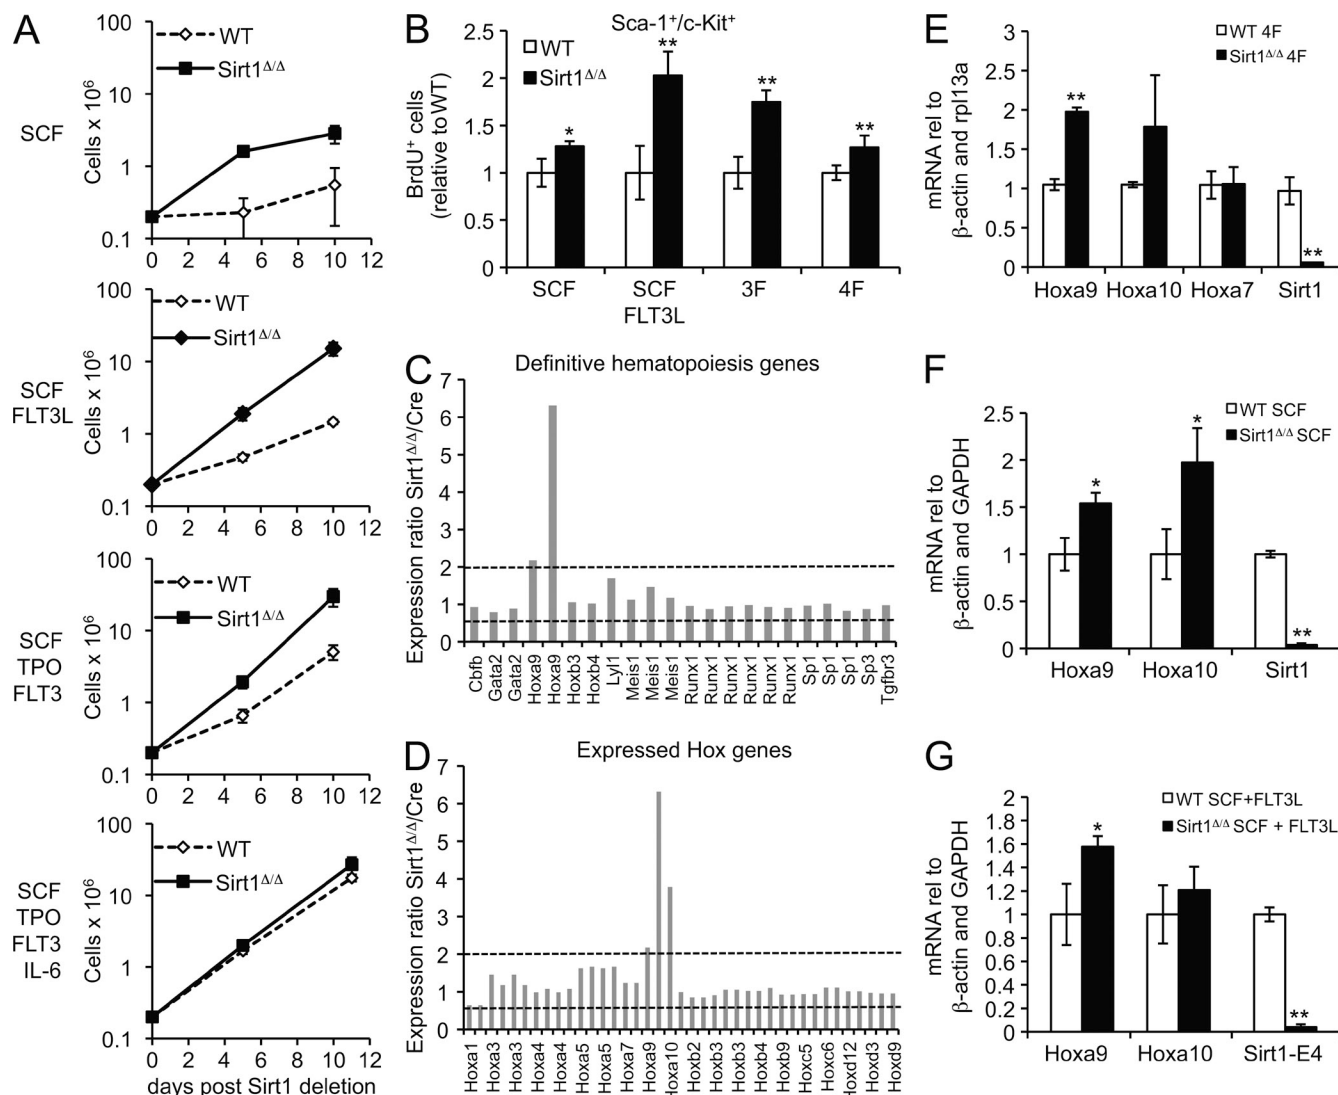 A
100
10
1
0.1
0 2 4 6 8 10 12
Cells x 10⁶
WT
Sirt1Δ/Δ
SCF
100
10
1
0.1
0 2 4 6 8 10 12
Cells x 10⁶
WT
Sirt1Δ/Δ
SCF
FLT3L
100
10
1
0.1
0 2 4 6 8 10 12
Cells x 10⁶
WT
Sirt1Δ/Δ
SCF
TPO
FLT3
100
10
1
0.1
0 2 4 6 8 10 12
Cells x 10⁶
WT
Sirt1Δ/Δ
SCF
TPO
FLT3
IL-6
days post Sirt1 deletion
B
Sca-1⁺/c-Kit⁺
WT
Sirt1Δ/Δ
BrdU⁺ cells
(relative to WT)
2.5
2
1.5
1
0.5
0
* ** ** **
SCF SCF 3F 4F
FLT3L
C
Definitive hematopoiesis genes
Expression ratio Sirt1Δ/Δ/Cre
7
6
5
4
3
2
1
0
Cbfb
Gata2
Gata2
Hoxa9
Hoxa9
Hoxb3
Hoxb4
Lyl1
Meis1
Meis1
Meis1
Runx1
Runx1
Runx1
Runx1
Runx1
Runx1
Sp1
Sp1
Sp1
Sp3
Tgfbr3
D
Expressed Hox genes
Expression ratio Sirt1Δ/Δ/Cre
7
6
5
4
3
2
1
0
Hoxa1
Hoxa3
Hoxa3
Hoxa4
Hoxa4
Hoxa5
Hoxa5
Hoxa7
Hoxa9
Hoxa10
Hoxb2
Hoxb3
Hoxb3
Hoxb4
Hoxb9
Hoxc5
Hoxc6
Hoxd12
Hoxd3
Hoxd9
E
WT 4F
Sirt1Δ/Δ 4F
mRNA rel to
β-actin and rpl13a
3
2.5
2
1.5
1
0.5
0
** **
Hoxa9 Hoxa10 Hoxa7 Sirt1
F
WT SCF
Sirt1Δ/Δ SCF
mRNA rel to
β-actin and GAPDH
2.5
2
1.5
1
0.5
0
* * **
Hoxa9 Hoxa10 Sirt1
G
WT SCF+FLT3L
Sirt1Δ/Δ SCF + FLT3L
mRNA rel to
β-actin and GAPDH
2
1.8
1.6
1.4
1.2
1
0.8
0.6
0.4
0.2
0
* **
Hoxa9 Hoxa10 Sirt1-E4